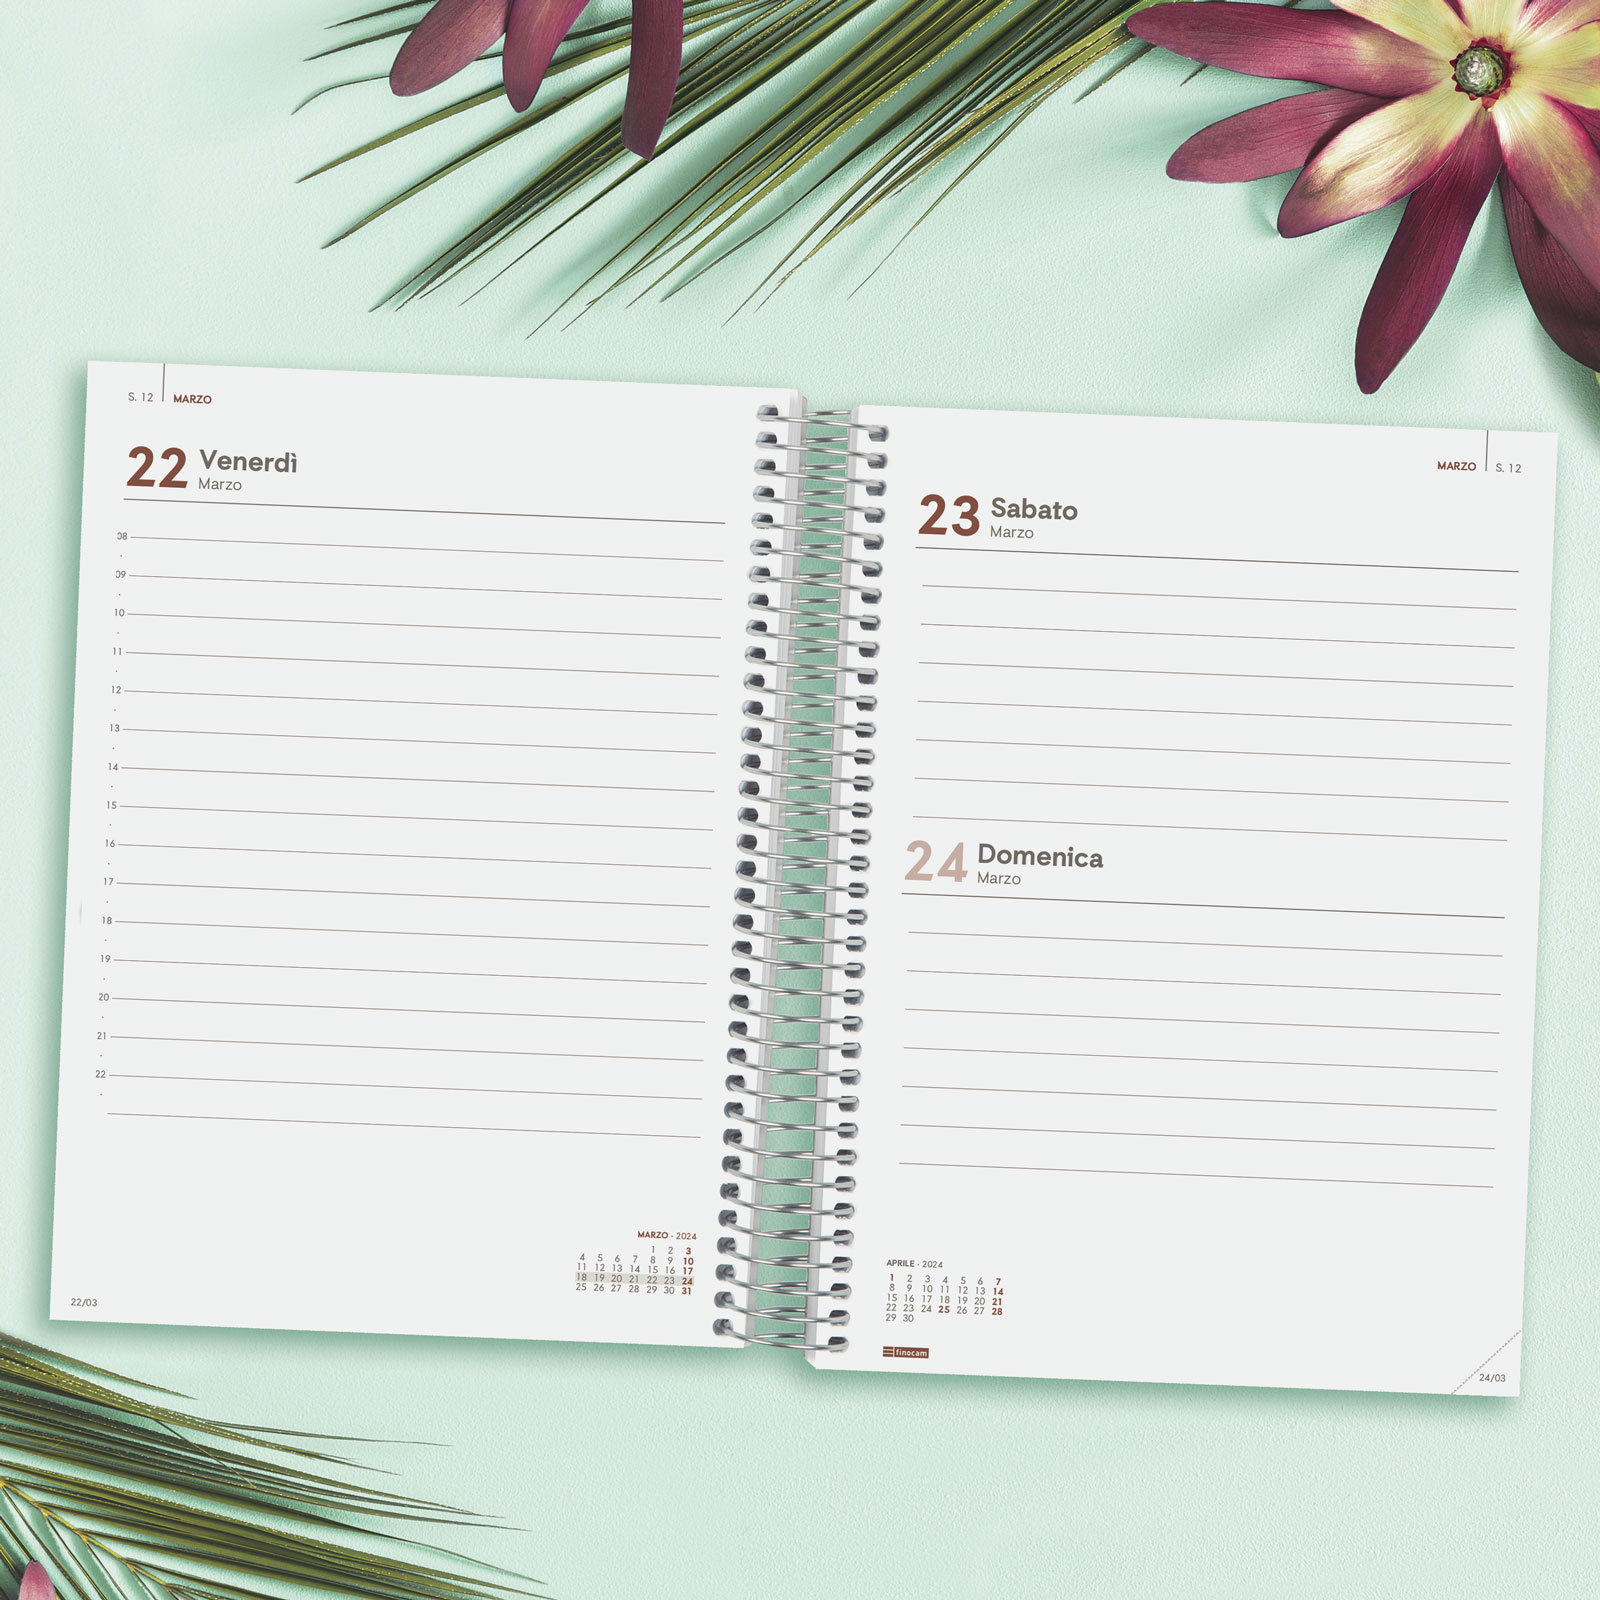 S. 12 MARZO
22 Venerdì
Marzo
08
09
10
11
12
13
14
15
16
17
18
19
20
21
22
MARZO - 2024
1 2 3
4 5 6 7 8 9 10
11 12 13 14 15 16 17
18 19 20 21 22 23 24
25 26 27 28 29 30 31
22/03
MARZO S. 12
23 Sabato
Marzo
24 Domenica
Marzo
APRILE - 2024
1 2 3 4 5 6 7
8 9 10 11 12 13 14
15 16 17 18 19 20 21
22 23 24 25 26 27 28
29 30
finocam
24/03